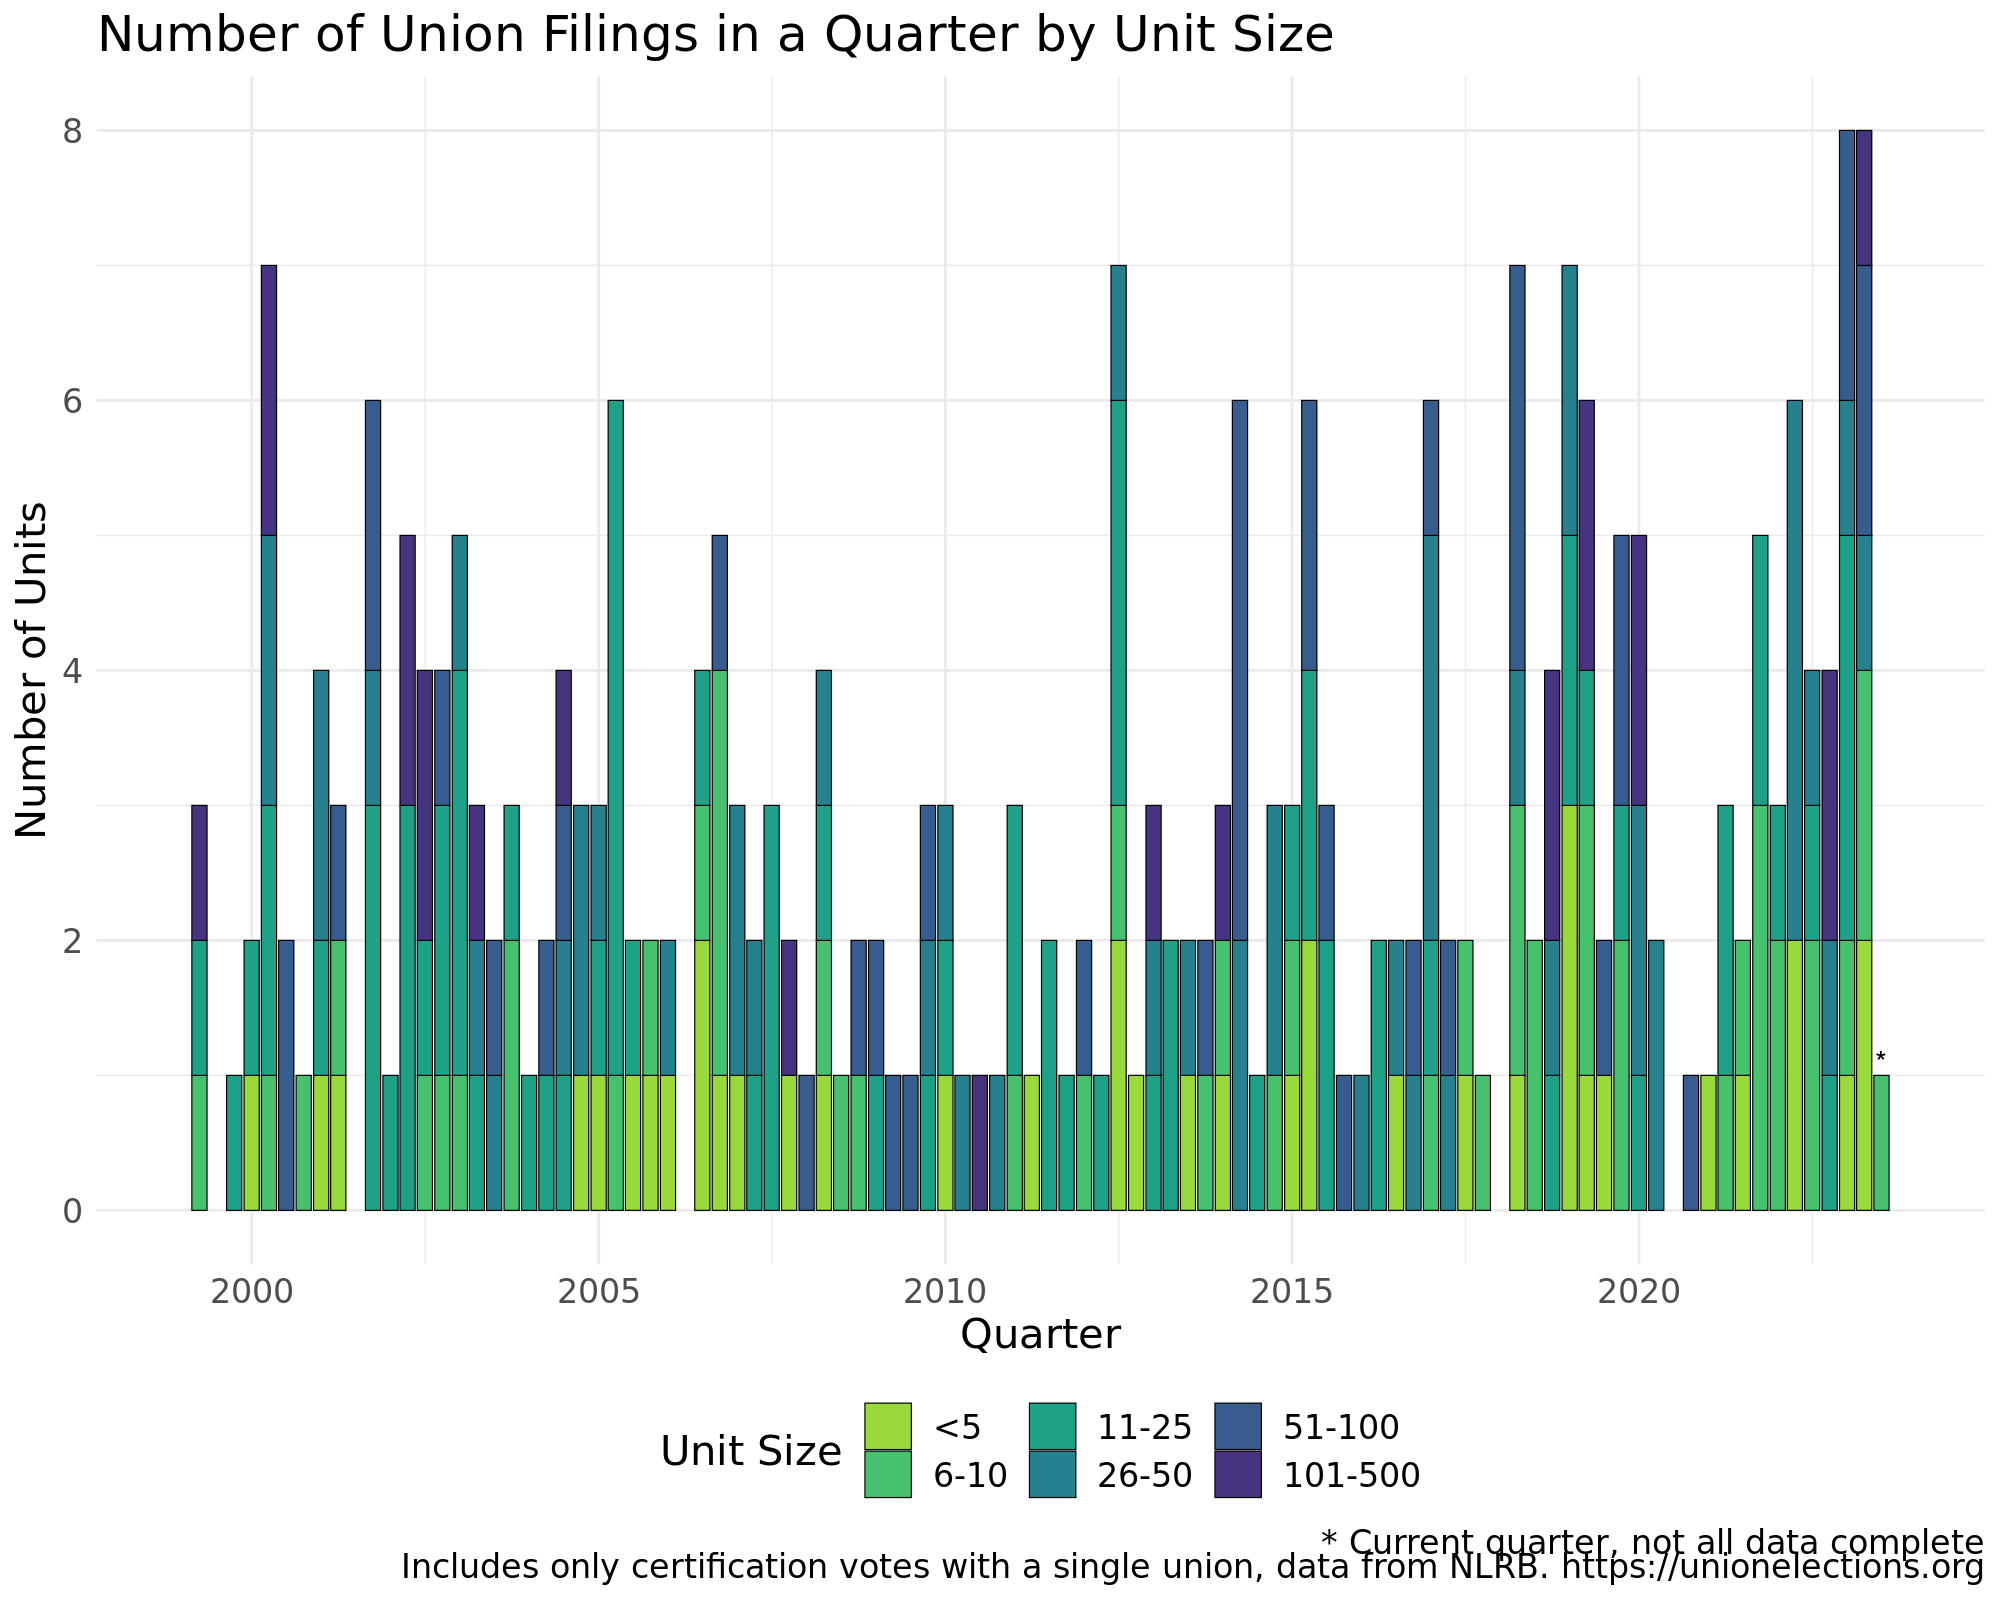 Number of Union Filings in a Quarter by Unit Size
Number of Units
8
6
4
2
0
*
2000 2005 2010 2015 2020
Quarter
Unit Size
<5 11-25 51-100
6-10 26-50 101-500
* Current quarter, not all data complete
Includes only certification votes with a single union, data from NLRB. https://unionelections.org